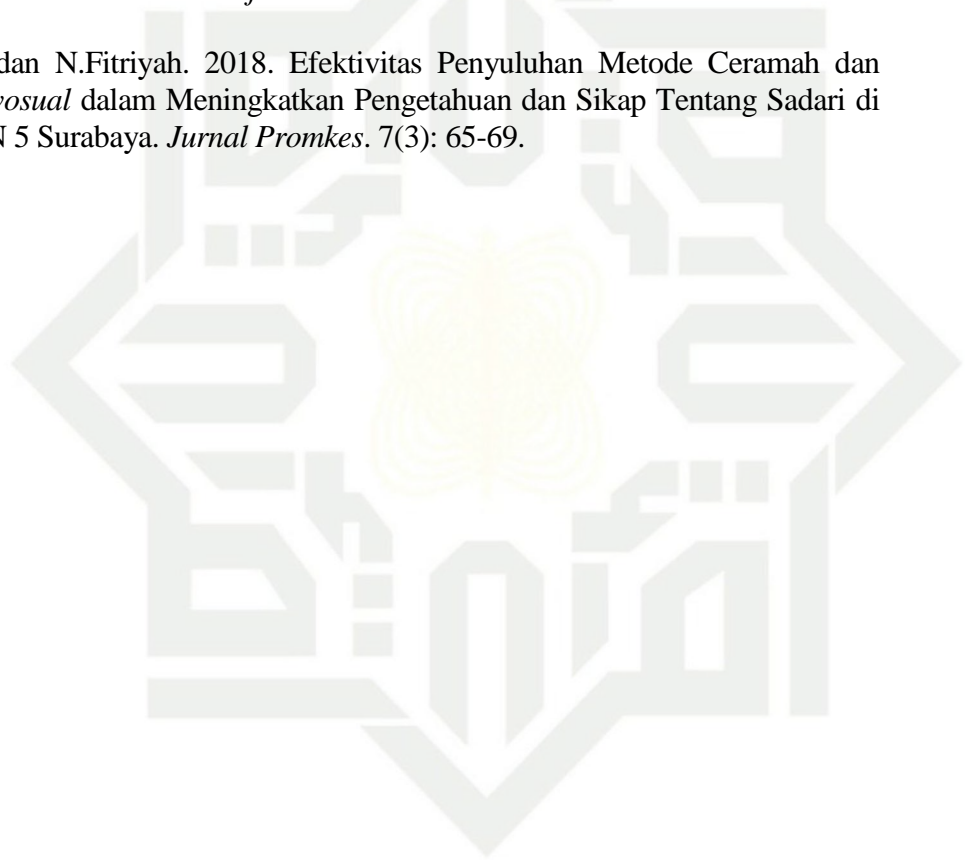 dan N.Fitriyah. 2018. Efektivitas Penyuluhan Metode Ceramah dan
osual dalam Meningkatkan Pengetahuan dan Sikap Tentang Sadari di
N 5 Surabaya. Jurnal Promkes. 7(3): 65-69.